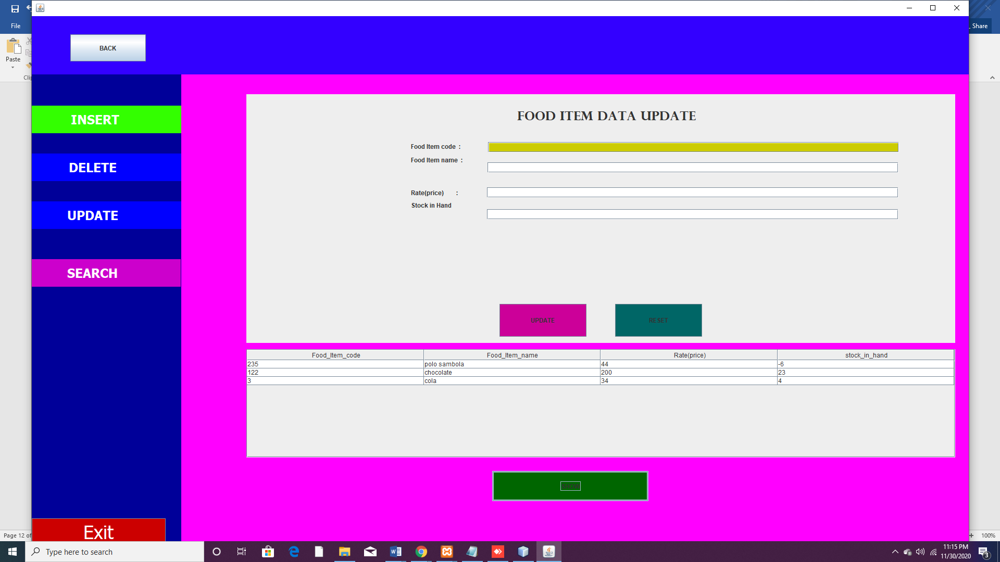 File
Share
Paste
Page 12 of
100%
BACK
INSERT
DELETE
UPDATE
SEARCH
Exit
FOOD ITEM DATA UPDATE
Food Item code :
Food Item name :
Rate(price) :
Stock in Hand
UPDATE RESET
Food_Item_code Food_Item_name Rate(price) stock_in_hand
235 polo sambola 44 -6
122 chocolate 200 23
3 cola 34 4
SHOW
Type here to search
11:15 PM
11/30/2020
3